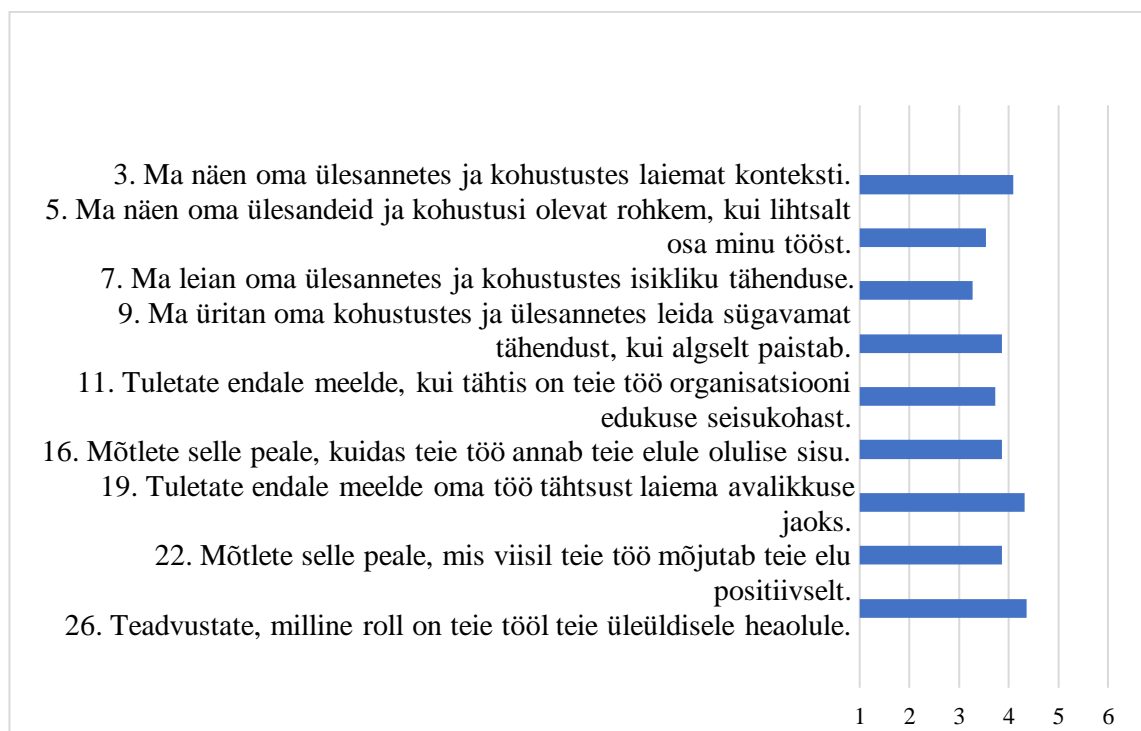 3. Ma näen oma ülesannetes ja kohustustes laiemat konteksti.
5. Ma näen oma ülesandeid ja kohustusi olevat rohkem, kui lihtsalt
osa minu tööst.
7. Ma leian oma ülesannetes ja kohustustes isikliku tähenduse.
9. Ma üritan oma kohustustes ja ülesannetes leida sügavamat
tähendust, kui algselt paistab.
11. Tuletate endale meelde, kui tähtis on teie töö organisatsiooni
edukuse seisukohast.
16. Mõtlete selle peale, kuidas teie töö annab teie elule olulise sisu.
19. Tuletate endale meelde oma töö tähtsust laiema avalikkuse
jaoks.
22. Mõtlete selle peale, mis viisil teie töö mõjutab teie elu
positiivselt.
26. Teadvustate, milline roll on teie tööl teie üleüldisele heaolule.
1 2 3 4 5 6